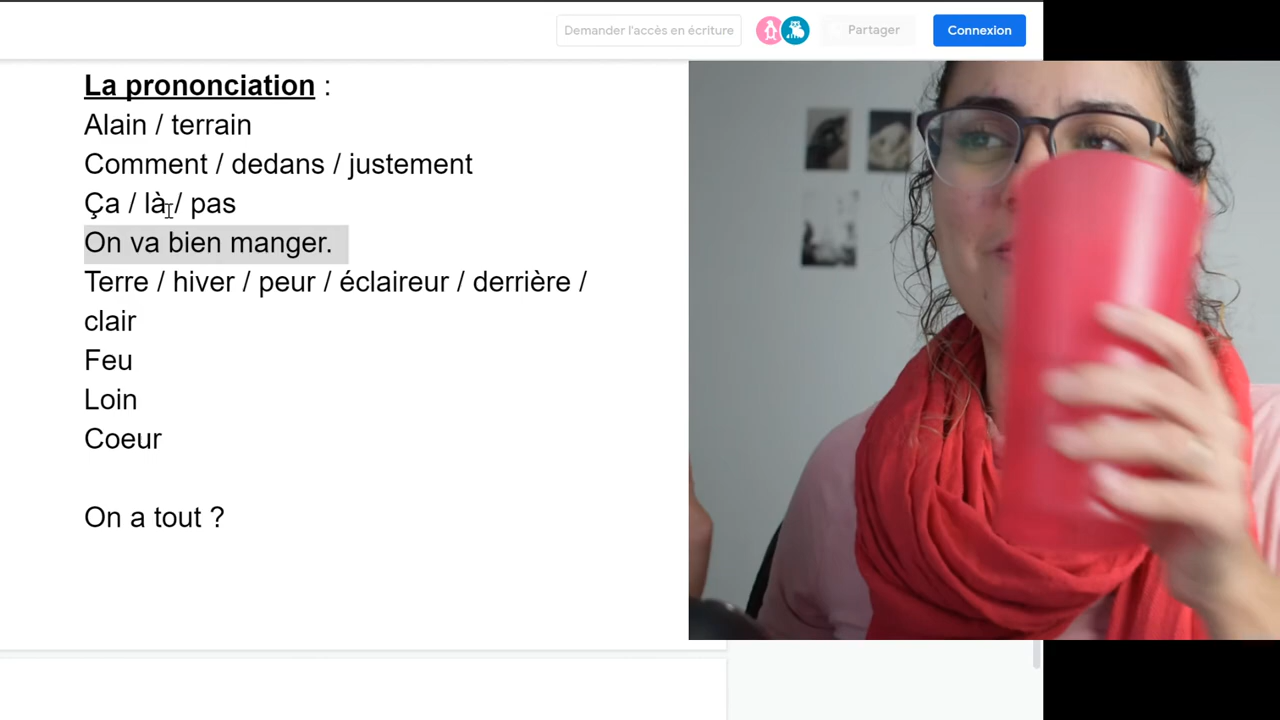 Demander l'accès en écriture
Partager
Connexion
La prononciation :
Alain / terrain
Comment / dedans / justement
Ça / là / pas
On va bien manger.
Terre / hiver / peur / éclaireur / derrière /
clair
Feu
Loin
Coeur
On a tout ?